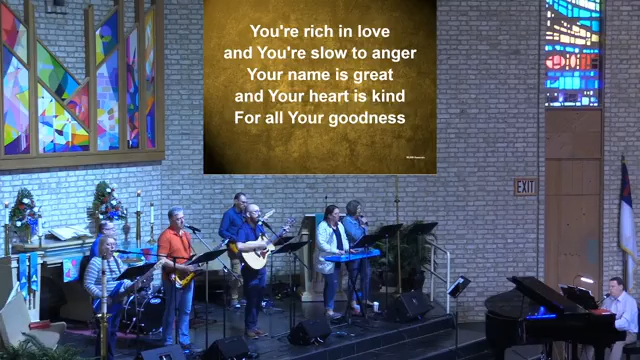 You're rich in love
and You're slow to anger
Your name is great
and Your heart is kind
For all Your goodness
EXIT